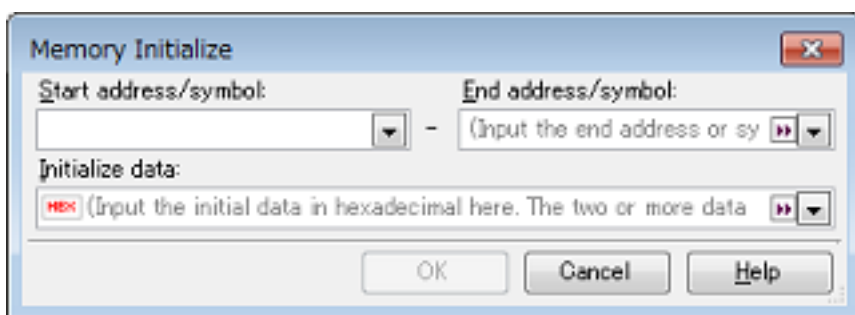 Memory Initialize
Start address/symbol: End address/symbol:
- (Input the end address or sy
Initialize data:
HEX (Input the initial data in hexadecimal here. The two or more data
OK Cancel Help